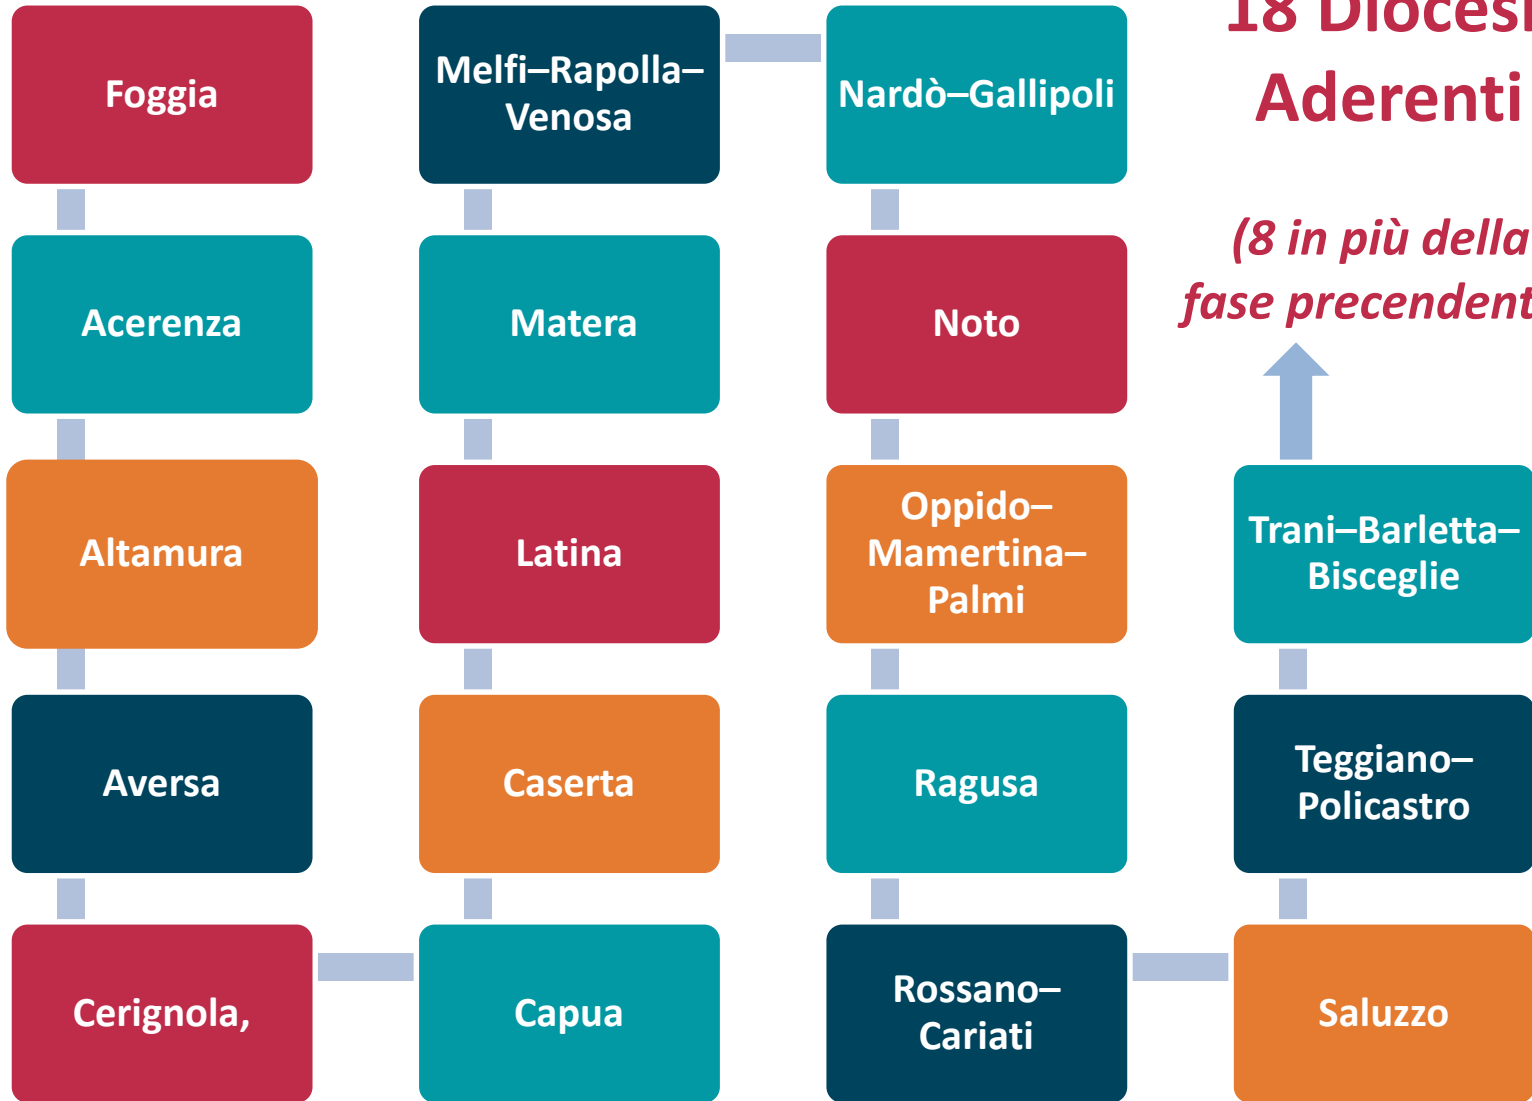 Foggia
Acerenza
Altamura
Aversa
Cerignola,
Capua
Caserta
Latina
Matera
Melfi–Rapolla–
Venosa
Nardò–Gallipoli
Noto
Oppido–
Mamertina–
Palmi
Ragusa
Rossano–
Cariati
Saluzzo
Teggiano–
Policastro
Trani–Barletta–
Bisceglie
18 Diocesi
Aderenti
(8 in più della
fase precendent